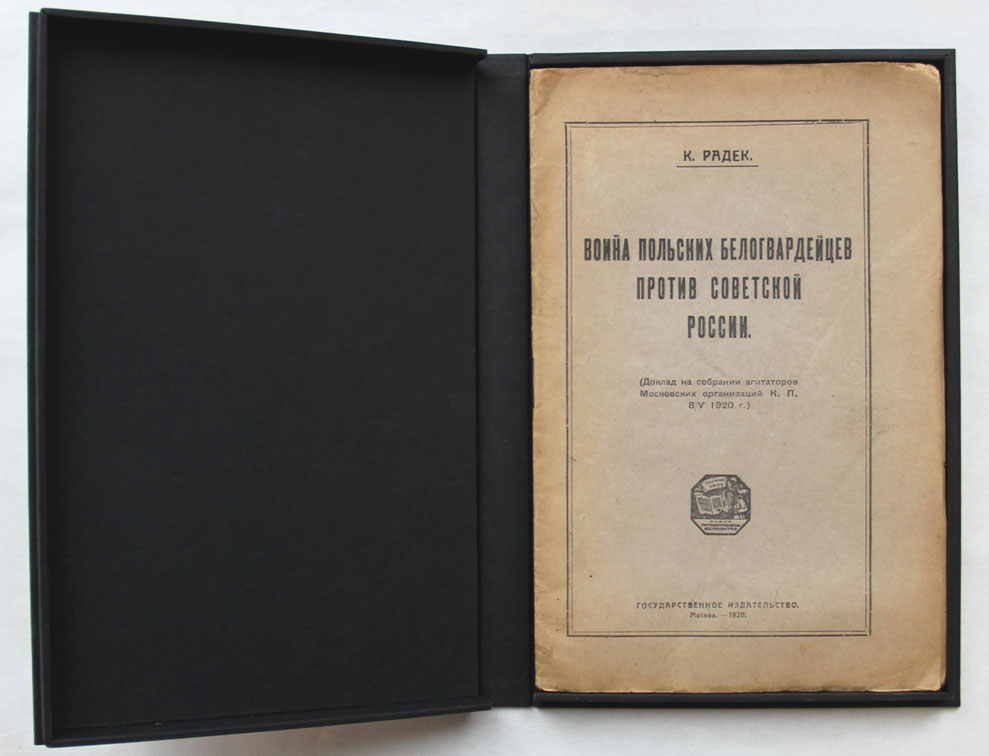 К. РАДЕК.
ВОЙНА ПОЛЬСКИХ БЕЛОГВАРДЕЙЦЕВ
ПРОТИВ СОВЕТСКОЙ
РОССИИ.
(Доклад на собрании агитаторов
Московских организаций К. П.
8/V 1920 г.)
ГОСУДАРСТВЕННОЕ ИЗДАТЕЛЬСТВО.
Москва.—1920.